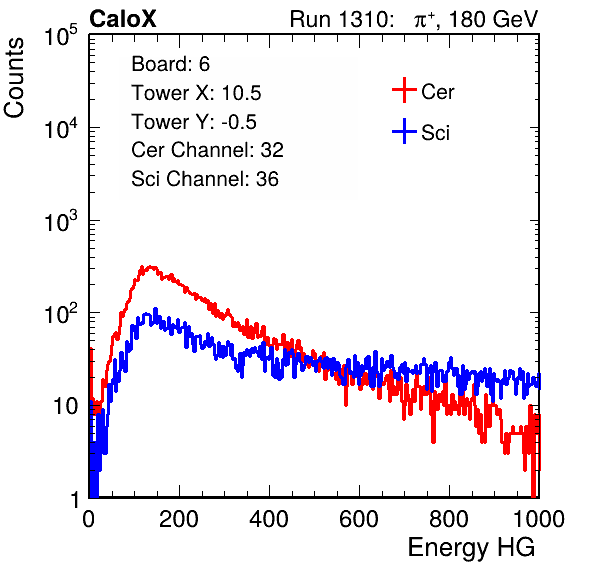 CaloX Run 1310: π⁺, 180 GeV
Counts
10⁵
10⁴
10³
10²
10
1
Board: 6
Tower X: 10.5
Tower Y: -0.5
Cer Channel: 32
Sci Channel: 36
Cer
Sci
0 200 400 600 800 1000
Energy HG